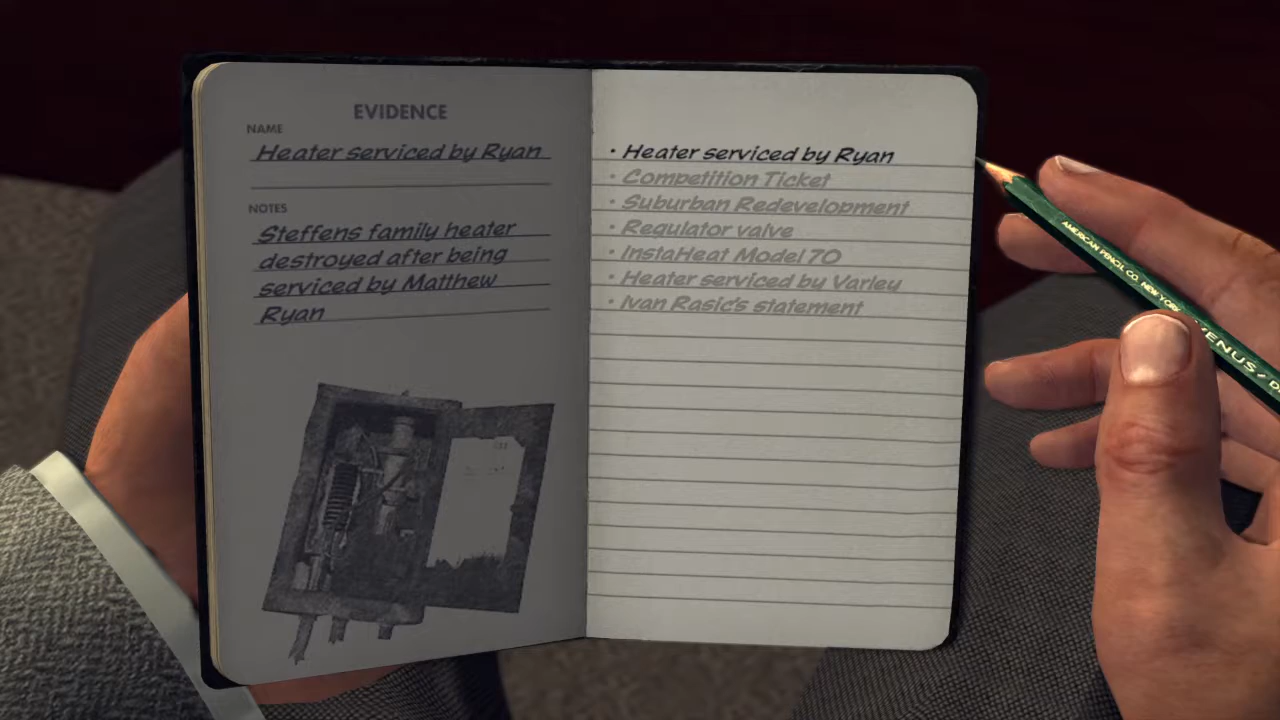 EVIDENCE
NAME
Heater serviced by Ryan
NOTES
Steffens family heater
destroyed after being
serviced by Matthew
Ryan
• Heater serviced by Ryan
• Competition Ticket
• Suburban Redevelopment
• Regulator valve
• InstaHeat Model 70
• Heater serviced by Varley
• Ivan Rasic's statement
AMERICAN PENCIL CO. NEW YORK
VENUS